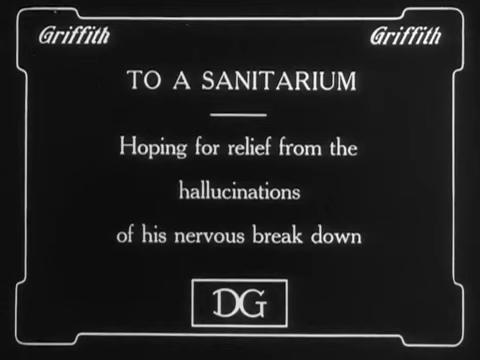 Griffith Griffith
TO A SANITARIUM
Hoping for relief from the
hallucinations
of his nervous break down
DG